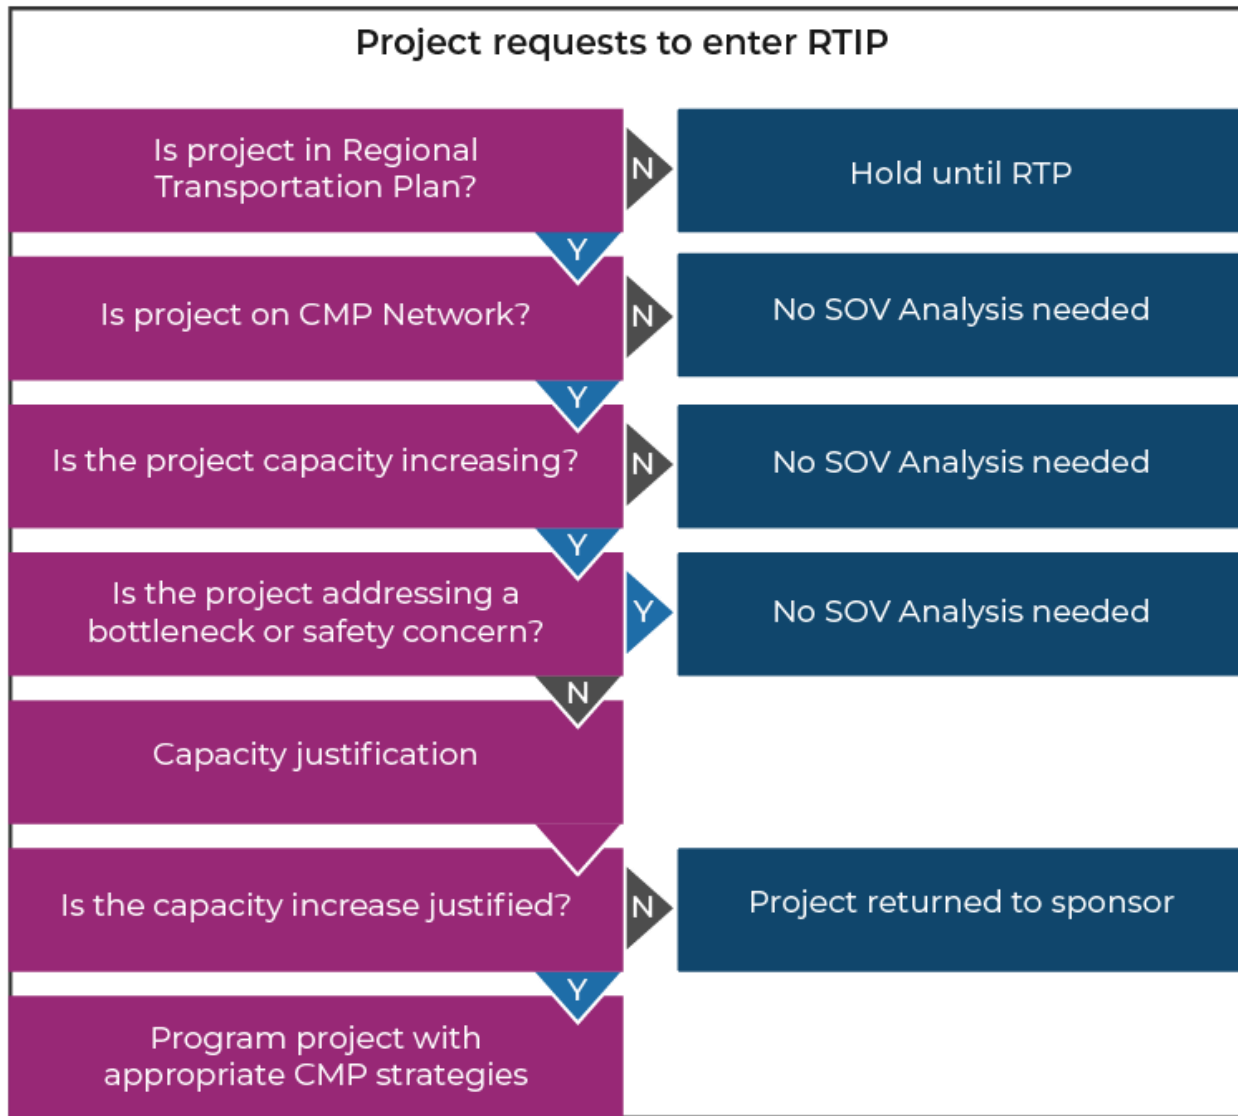 Project requests to enter RTIP
Is project in Regional
Transportation Plan?
N
Hold until RTP
Y
Is project on CMP Network?
N
No SOV Analysis needed
Y
Is the project capacity increasing?
N
No SOV Analysis needed
Y
Is the project addressing a
bottleneck or safety concern?
Y
No SOV Analysis needed
N
Capacity justification
Is the capacity increase justified?
N
Project returned to sponsor
Y
Program project with
appropriate CMP strategies